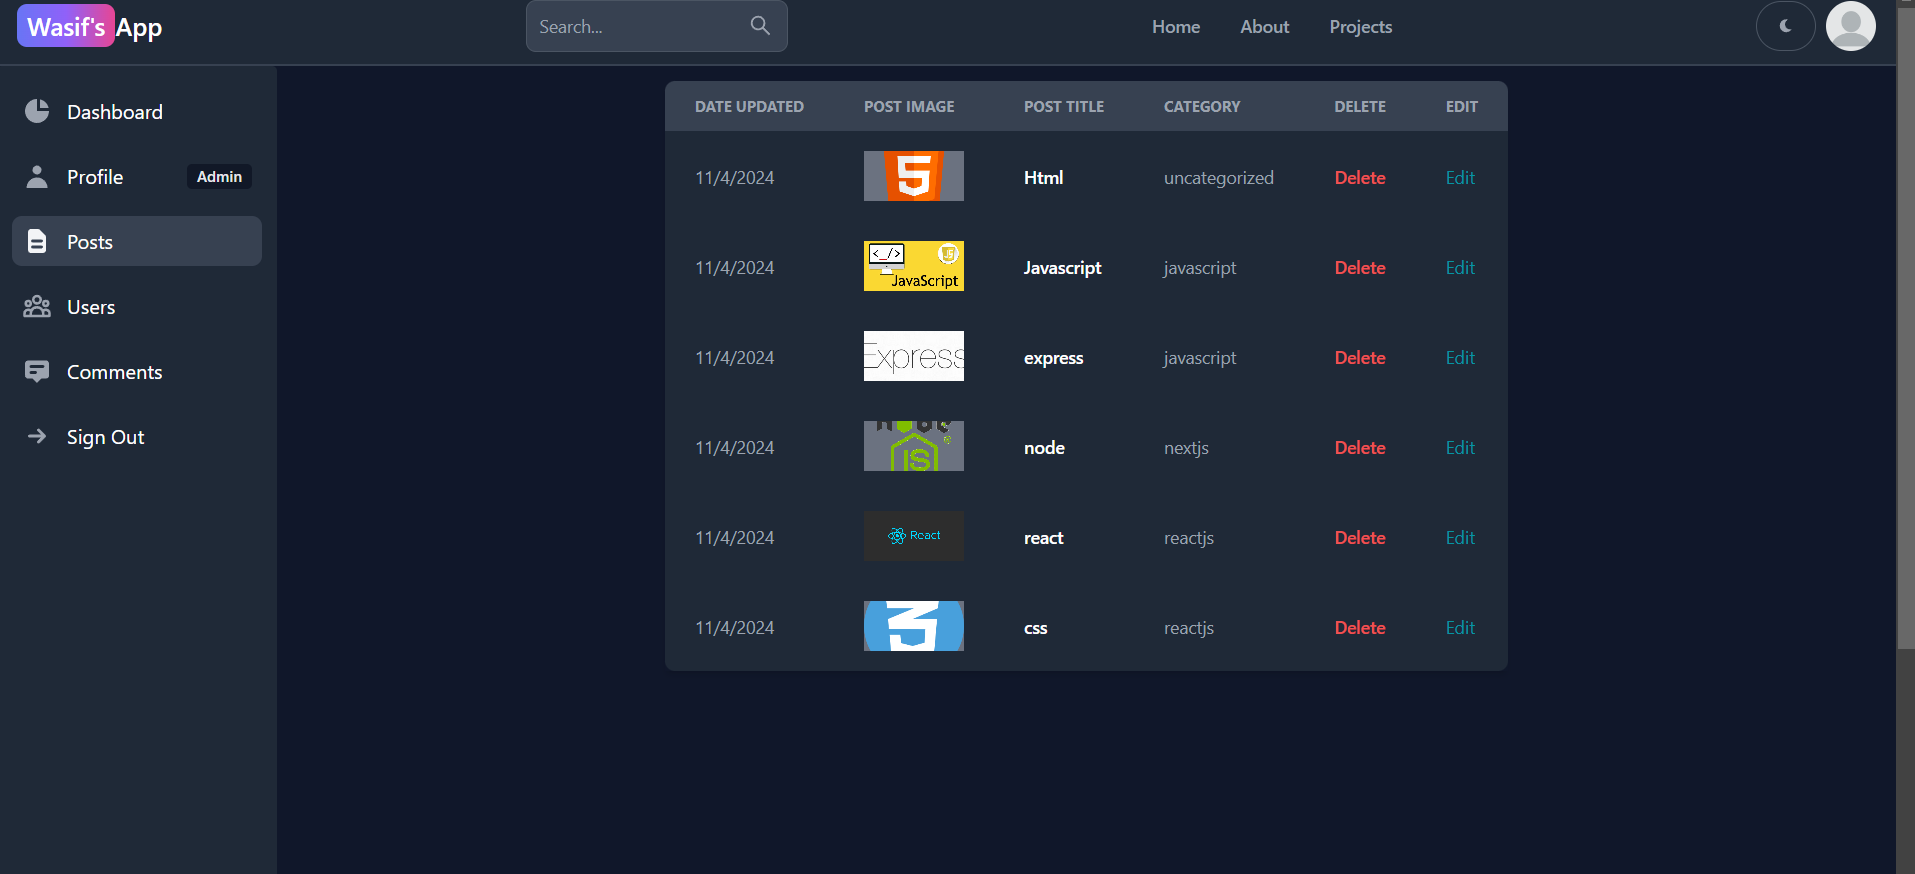 Wasif's App
Search...
Home About Projects
Dashboard
Profile Admin
Posts
Users
Comments
Sign Out
DATE UPDATED POST IMAGE POST TITLE CATEGORY DELETE EDIT
11/4/2024 Html uncategorized Delete Edit
11/4/2024 <_/> JS JavaScript Javascript javascript Delete Edit
11/4/2024 Express express javascript Delete Edit
11/4/2024 node JS node nextjs Delete Edit
11/4/2024 React react reactjs Delete Edit
11/4/2024 css reactjs Delete Edit